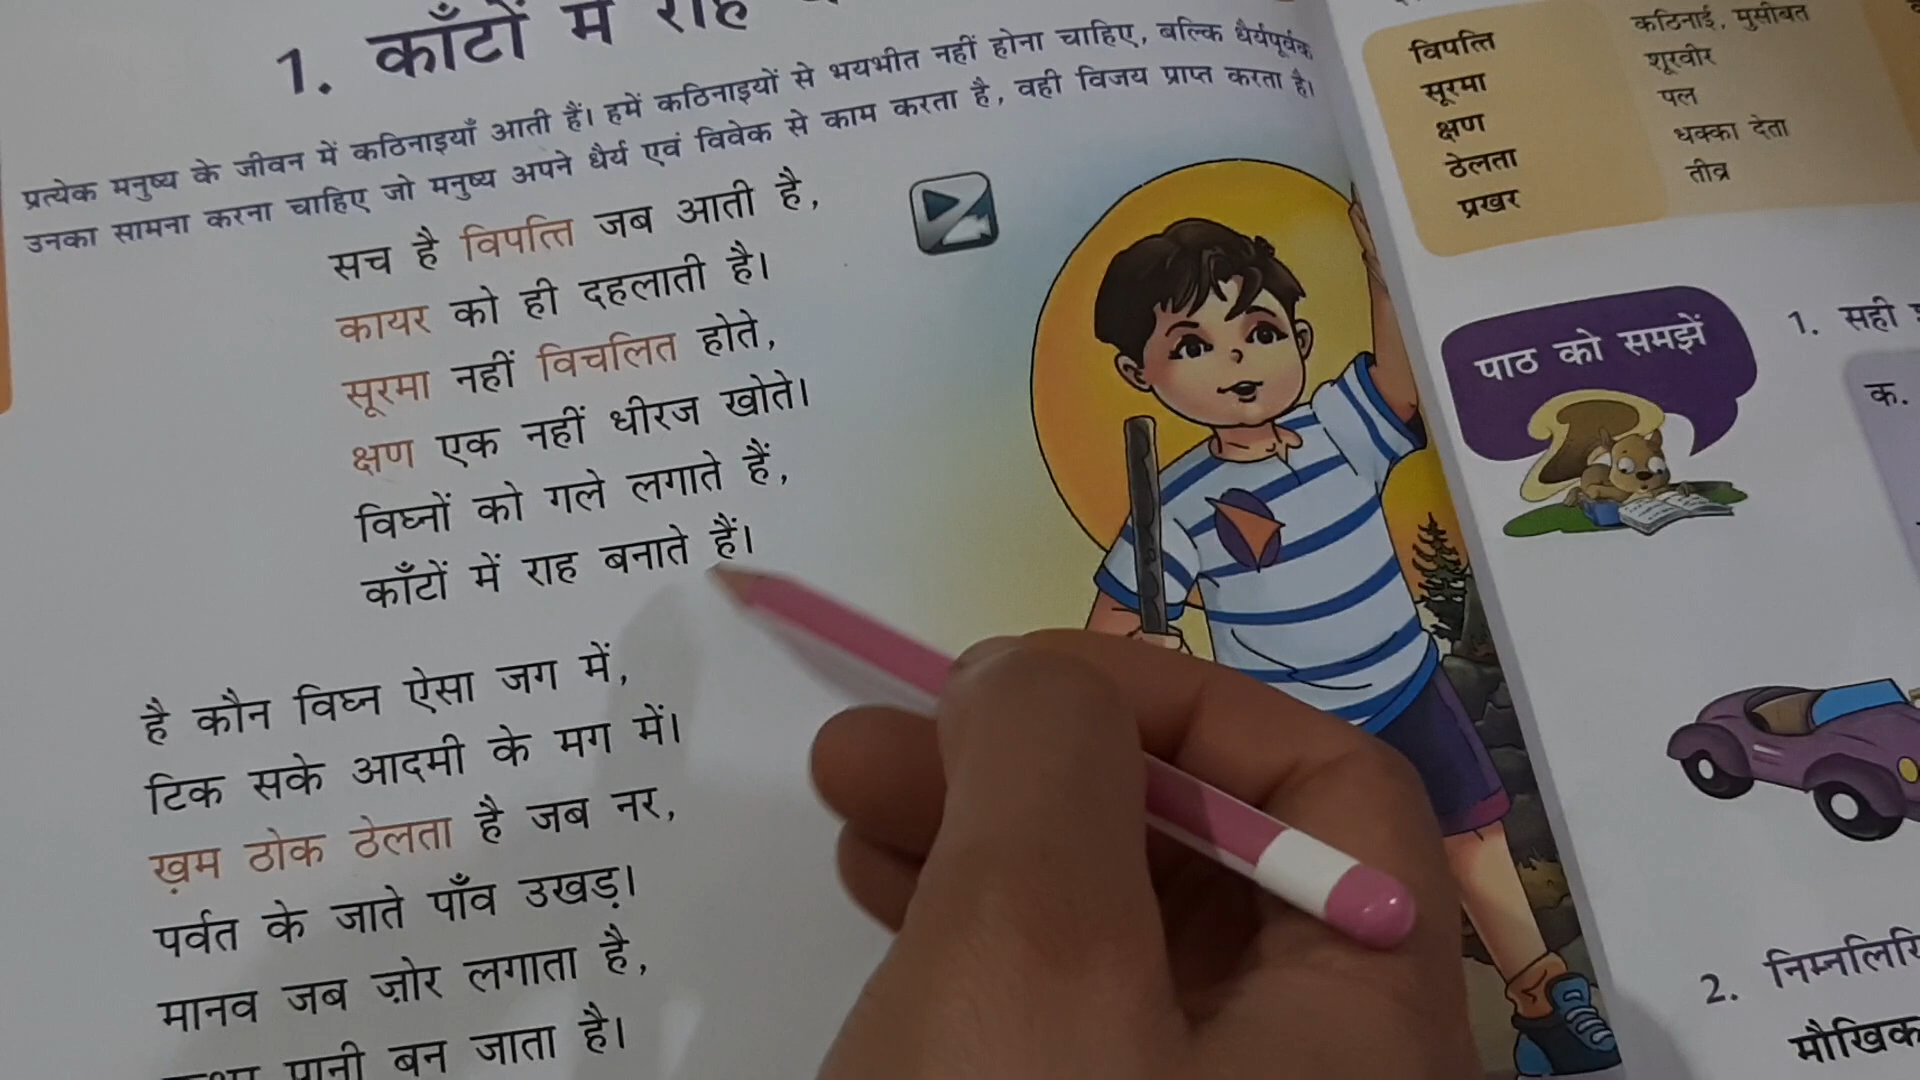 1. काँटों में राह
प्रत्येक मनुष्य के जीवन में कठिनाइयाँ आती हैं। हमें कठिनाइयों से भयभीत नहीं होना चाहिए, बल्कि धैर्यपूर्वक
उनका सामना करना चाहिए जो मनुष्य अपने धैर्य एवं विवेक से काम करता है, वही विजय प्राप्त करता है।
सच है विपत्ति जब आती है,
कायर को ही दहलाती है।
सूरमा नहीं विचलित होते,
क्षण एक नहीं धीरज खोते।
विघ्नों को गले लगाते हैं,
काँटों में राह बनाते हैं।
है कौन विघ्न ऐसा जग में,
टिक सके आदमी के मग में।
ख़म ठोक ठेलता है जब नर,
पर्वत के जाते पाँव उखड़।
मानव जब ज़ोर लगाता है,
पानी बन जाता है।
विपत्ति कठिनाई, मुसीबत
सूरमा शूरवीर
क्षण पल
ठेलता धक्का देता
प्रखर तीव्र
पाठ को समझें
1. सही
क.
2.
मौखिक